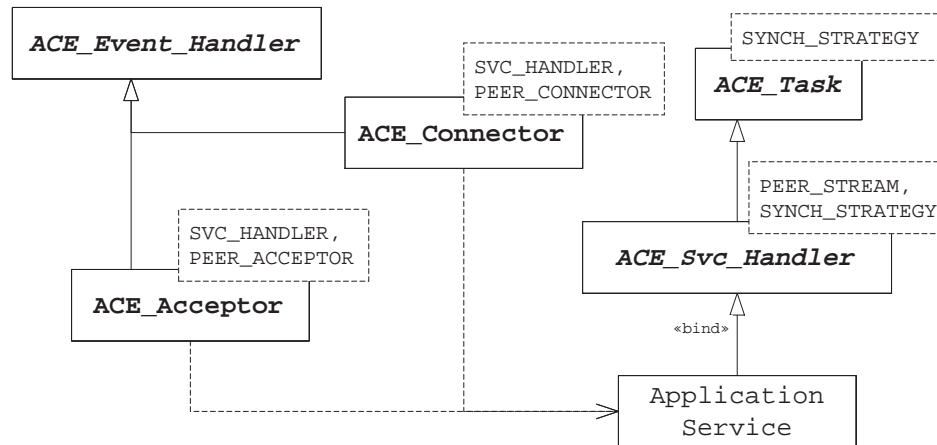 ACE_Event_Handler
SYNCH_STRATEGY
ACE_Task
SVC_HANDLER,
PEER_CONNECTOR
ACE_Connector
PEER_STREAM,
SYNCH_STRATEGY
SVC_HANDLER,
PEER_ACCEPTOR
ACE_Svc_Handler
ACE_Acceptor
«bind»
Application
Service